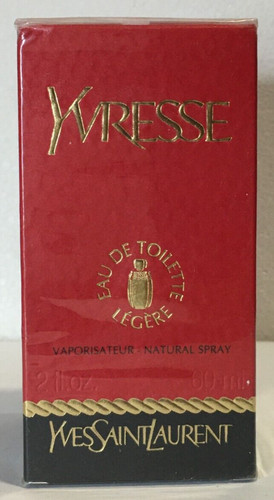 YVRESSE
EAU DE TOILETTE
LÉGÈRE
VAPORISATEUR - NATURAL SPRAY
2 fl.oz. 60 ml
YVESSAINTLAURENT